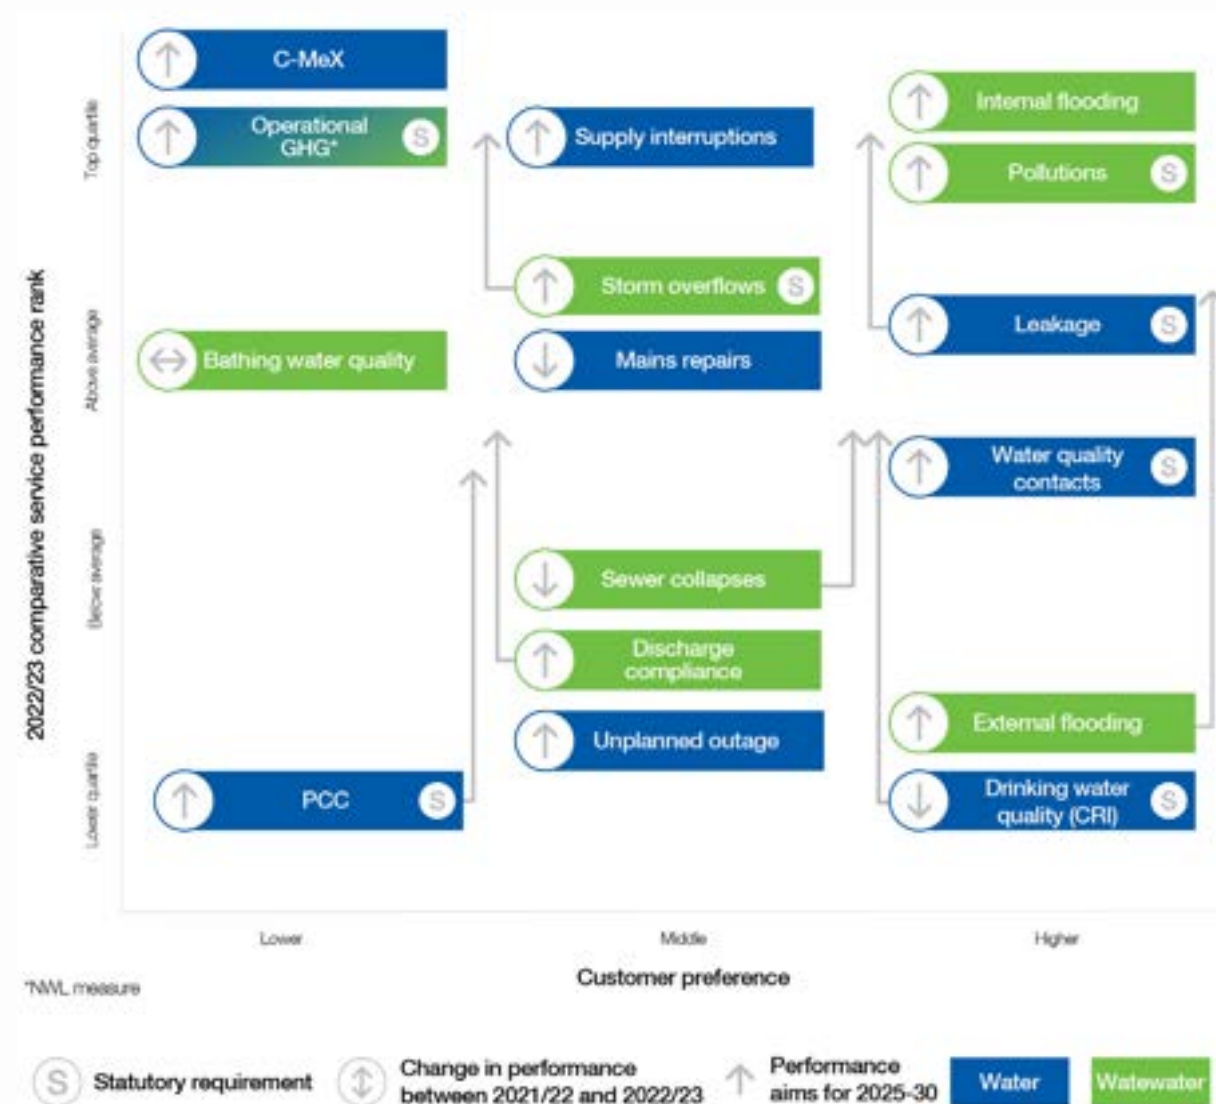 C-MeX
Operational
GHG*
S
Supply interruptions
Internal flooding
Pollutions
S
Storm overflows
S
Leakage
S
Bathing water quality
Mains repairs
Water quality
contacts
S
Sewer collapses
Discharge
compliance
Unplanned outage
External flooding
PCC
S
Drinking water
quality (CRI)
S
2022/23 comparative service performance rank
Top quartile
Above average
Below average
Lower quartile
Lower
Middle
Higher
Customer preference
*NWL measure
S
Statutory requirement
Change in performance
between 2021/22 and 2022/23
Performance
aims for 2025-30
Water
Watewater